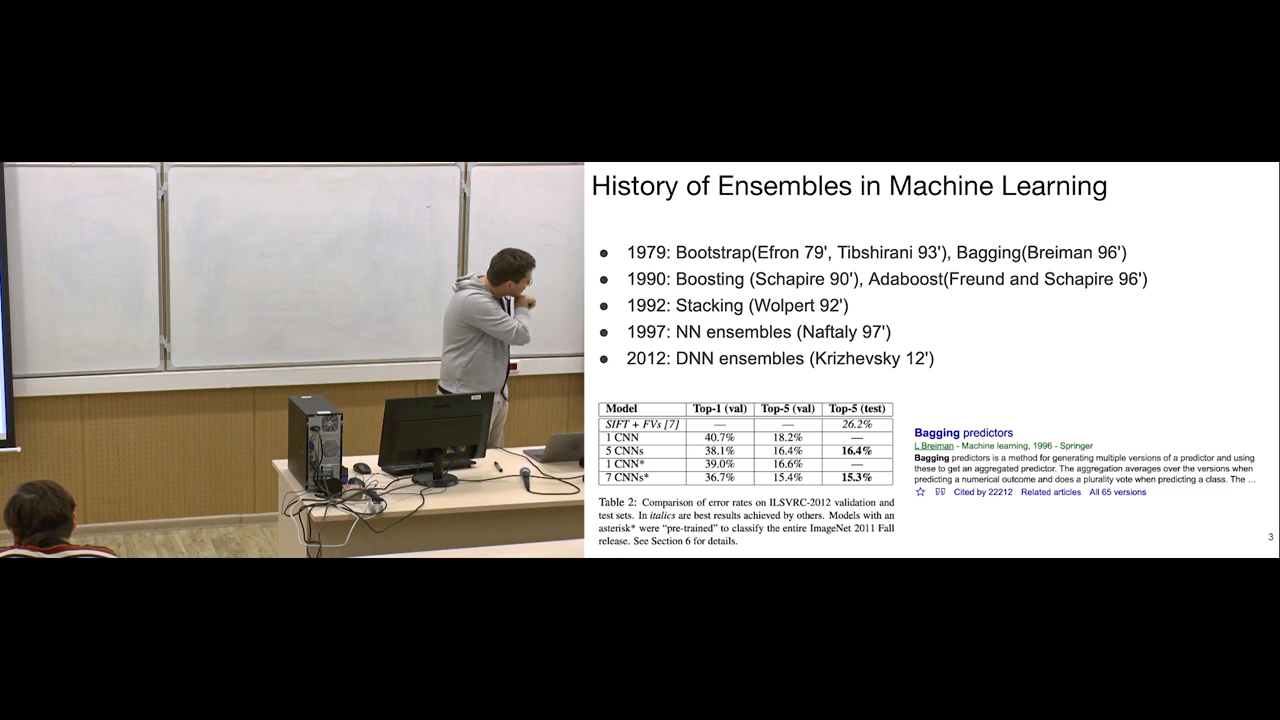 History of Ensembles in Machine Learning
● 1979: Bootstrap(Efron 79', Tibshirani 93'), Bagging(Breiman 96')
● 1990: Boosting (Schapire 90'), Adaboost(Freund and Schapire 96')
● 1992: Stacking (Wolpert 92')
● 1997: NN ensembles (Naftaly 97')
● 2012: DNN ensembles (Krizhevsky 12')
Model Top-1 (val) Top-5 (val) Top-5 (test)
SIFT + FVs [7] — — 26.2%
1 CNN 40.7% 18.2% —
5 CNNs 38.1% 16.4% 16.4%
1 CNN* 39.0% 16.6% —
7 CNNs* 36.7% 15.4% 15.3%
Table 2: Comparison of error rates on ILSVRC-2012 validation and
test sets. In italics are best results achieved by others. Models with an
asterisk* were “pre-trained” to classify the entire ImageNet 2011 Fall
release. See Section 6 for details.
Bagging predictors
L Breiman - Machine learning, 1996 - Springer
Bagging predictors is a method for generating multiple versions of a predictor and using
these to get an aggregated predictor. The aggregation averages over the versions when
predicting a numerical outcome and does a plurality vote when predicting a class. The ...
Cited by 22212 Related articles All 65 versions
3